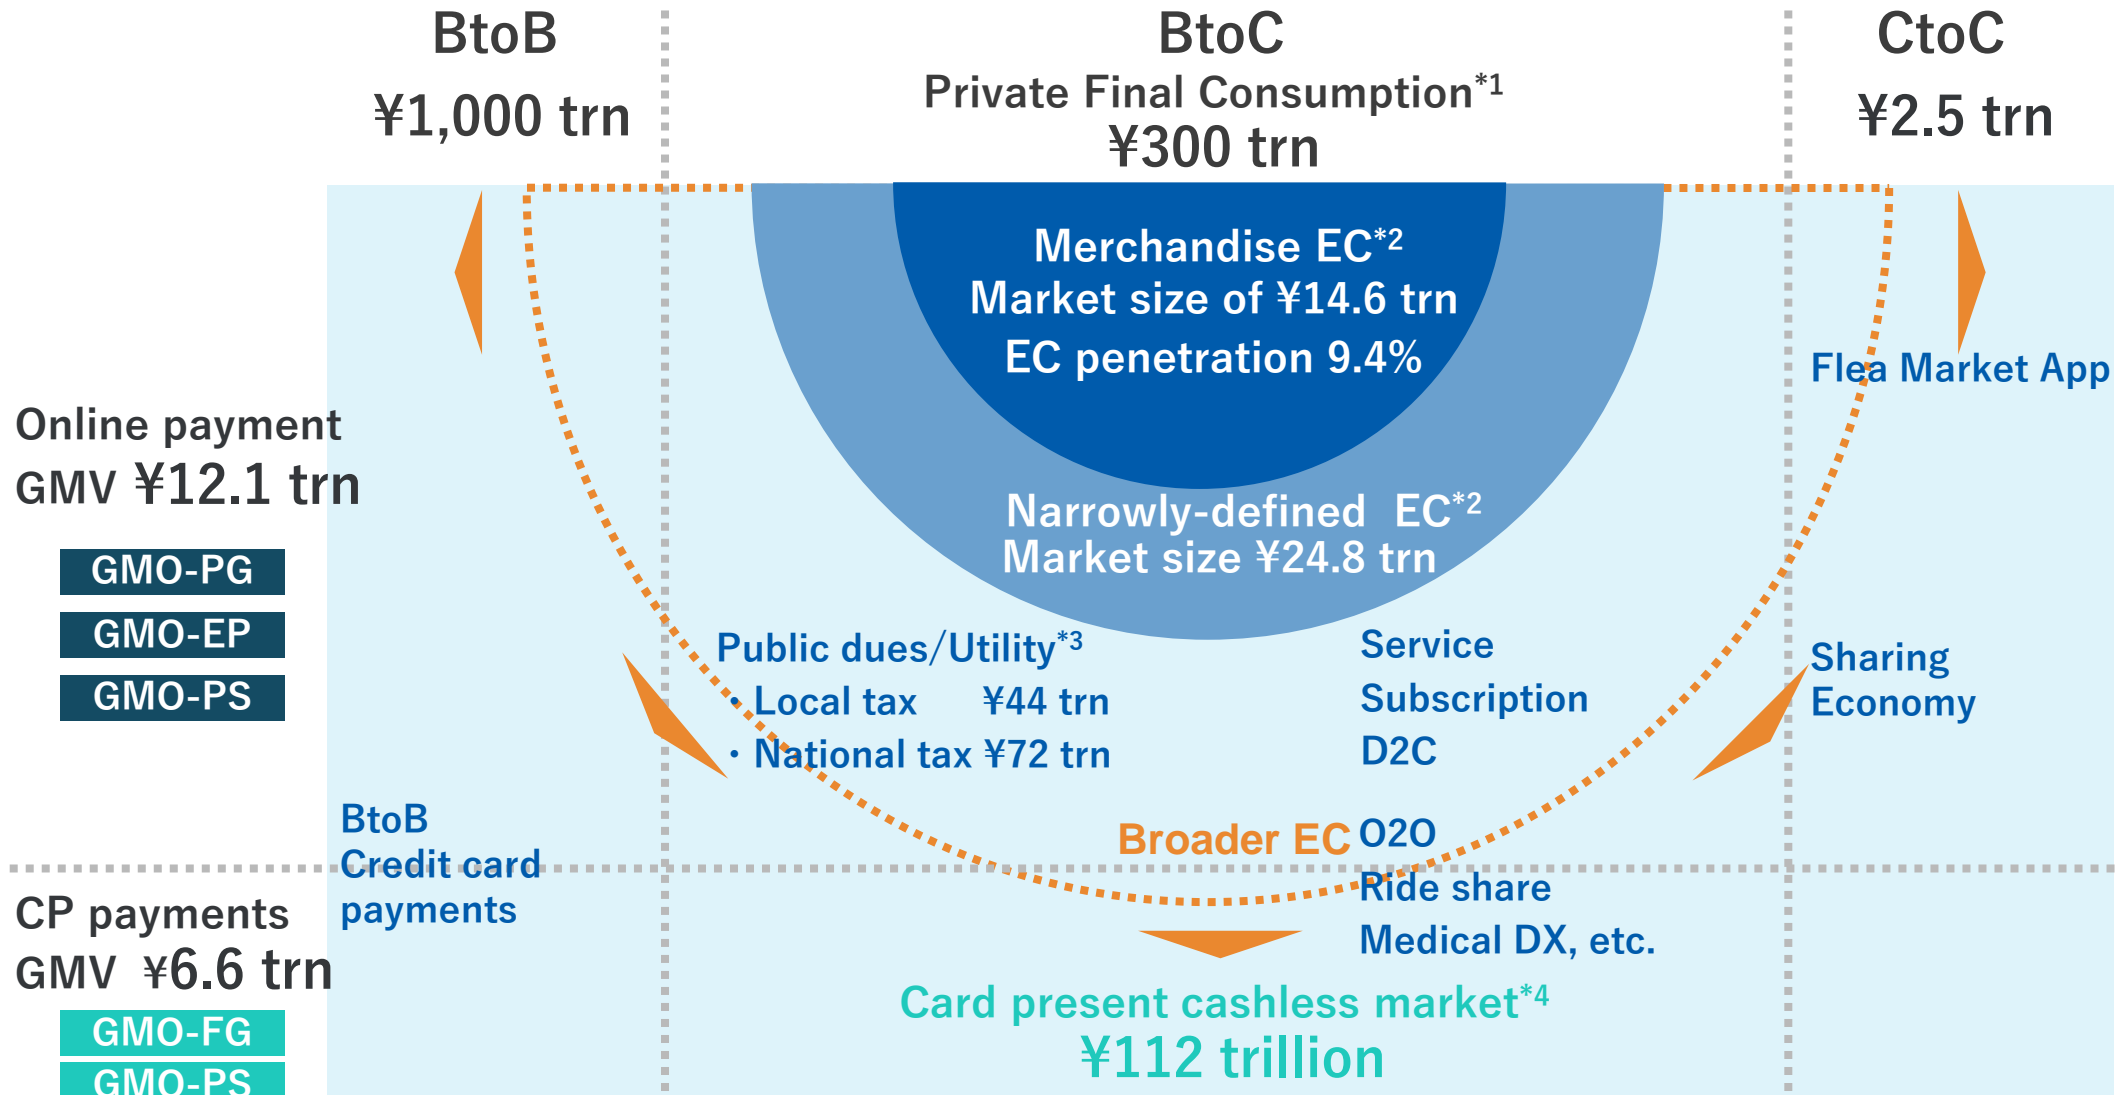 BtoB
¥1,000 trn
BtoC
Private Final Consumption*1
¥300 trn
CtoC
¥2.5 trn
Merchandise EC*2
Market size of ¥14.6 trn
EC penetration 9.4%
Narrowly-defined EC*2
Market size ¥24.8 trn
Flea Market App
Online payment
GMV ¥12.1 trn
GMO-PG
GMO-EP
GMO-PS
Public dues/Utility*3
・Local tax ¥44 trn
・National tax ¥72 trn
Service
Subscription
D2C
Sharing
Economy
BtoB
Credit card
payments
Broader EC
O2O
Ride share
Medical DX, etc.
CP payments
GMV ¥6.6 trn
GMO-FG
GMO-PS
Card present cashless market*4
¥112 trillion